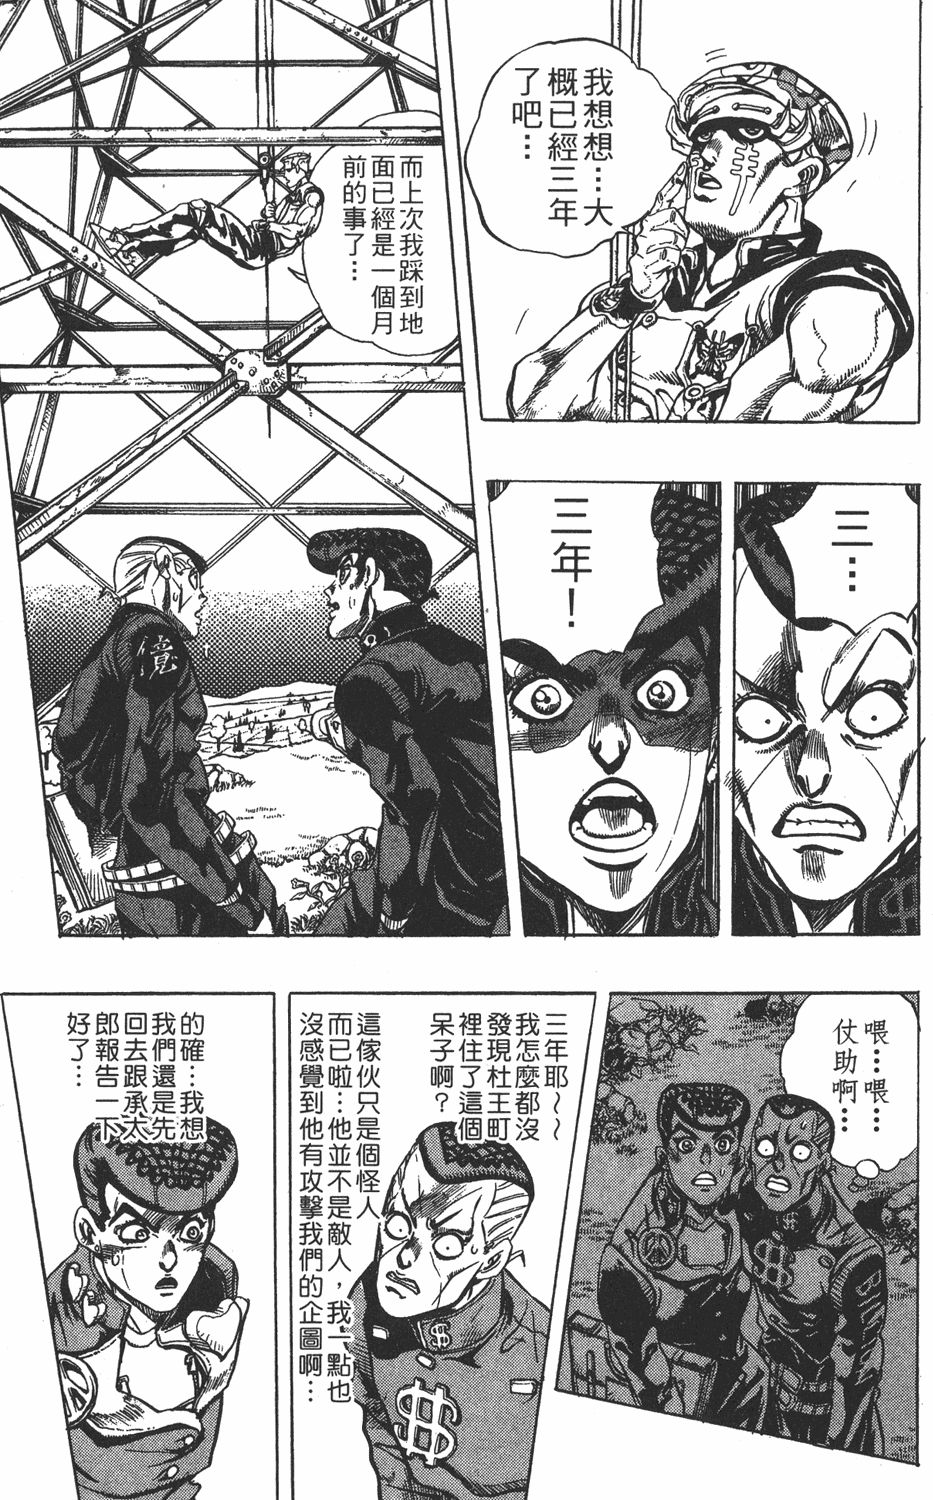 我想想…大
概已經三年
了吧…
而上次我踩到地
面已經是一個月
前的事了…
億
三…
三年！
喂…喂…
仗助啊…
三年耶～～
我怎麼都沒
發現杜王町
裡住了這個
呆子啊？
這傢伙只是個怪人
而已啦…他並不是敵人，我一點也
沒感覺到他有攻擊我們的企圖啊…
的確…我想
我們還是先
回去跟承太
郎報告一下
好了…